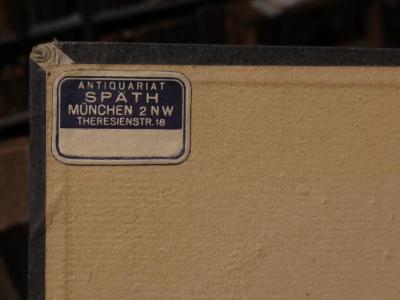 ANTIQUARIAT
SPÄTH
MÜNCHEN 2 NW
THERESIENSTR. 18